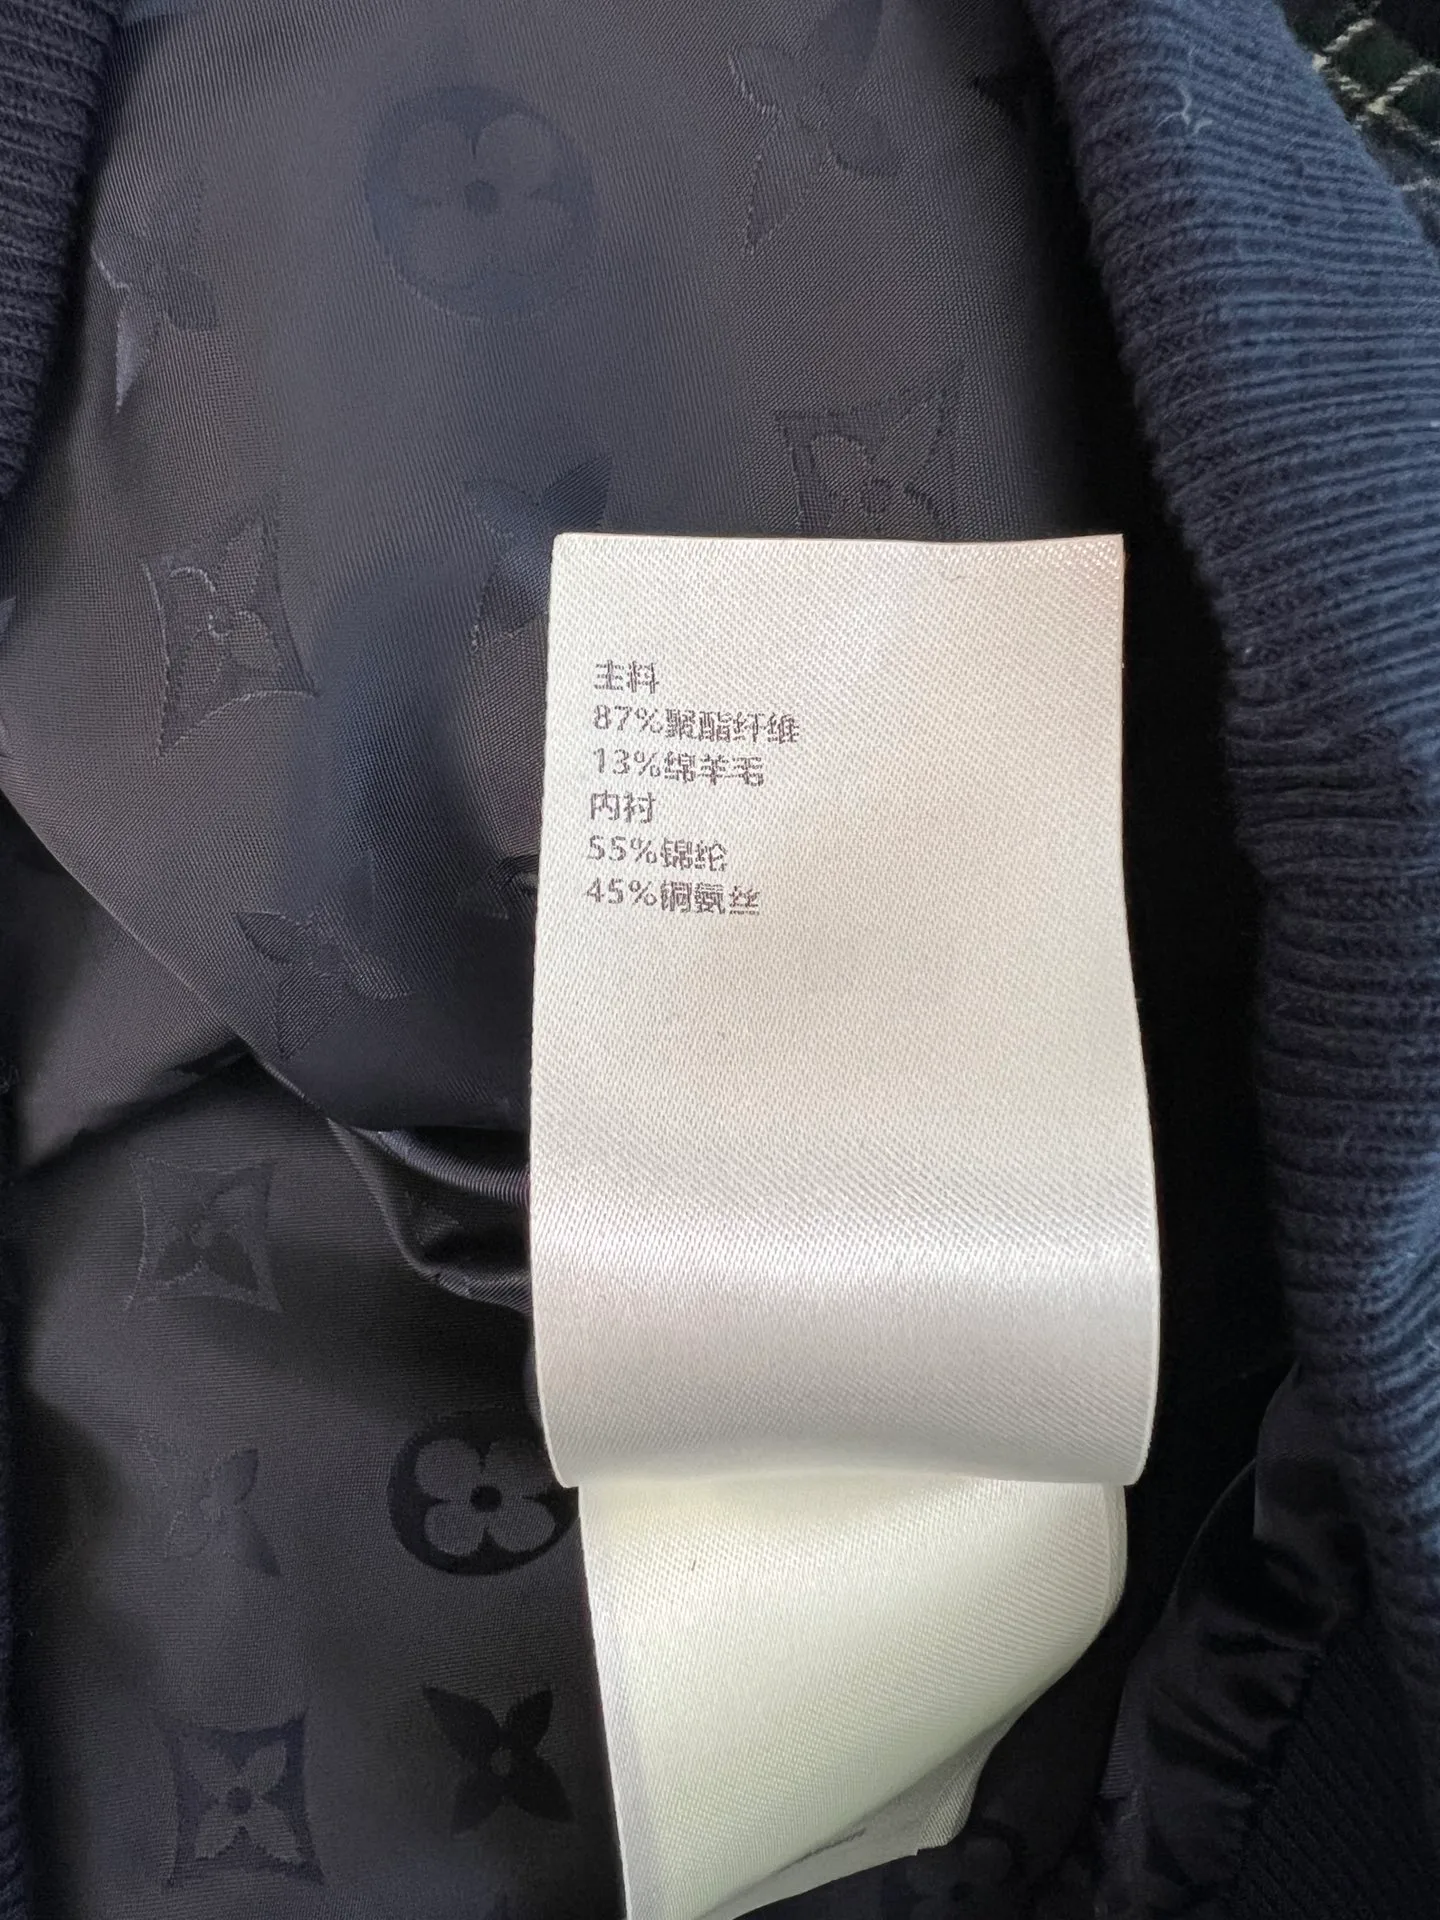 主料
87%聚酯纤维
13%绵羊毛
内衬
55%锦纶
45%铜氨丝